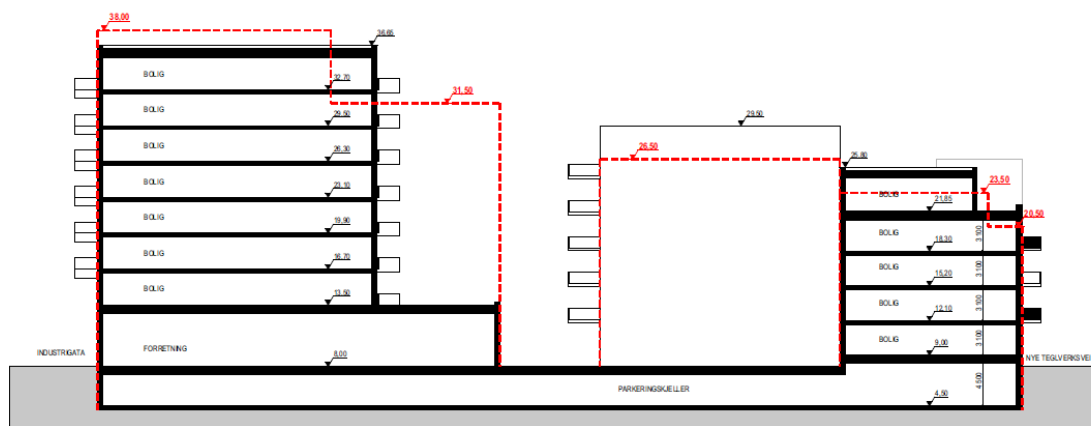 38,00
36,65
BOLIG
32,70
31,50
BOLIG
29,50
29,50
BOLIG
26,30
26,50
25,80
BOLIG
23,10
23,50
BOLIG
21,85
20,50
BOLIG
19,90
BOLIG
18,30
3.100
BOLIG
16,70
BOLIG
15,20
3.100
BOLIG
13,50
BOLIG
12,10
3.100
BOLIG
9,00
3.100
INDUSTRIGATA
FORRETNING
8,00
NYE TEGLVERKSVEI
PARKERINGSKJELLER
4,50
4.500